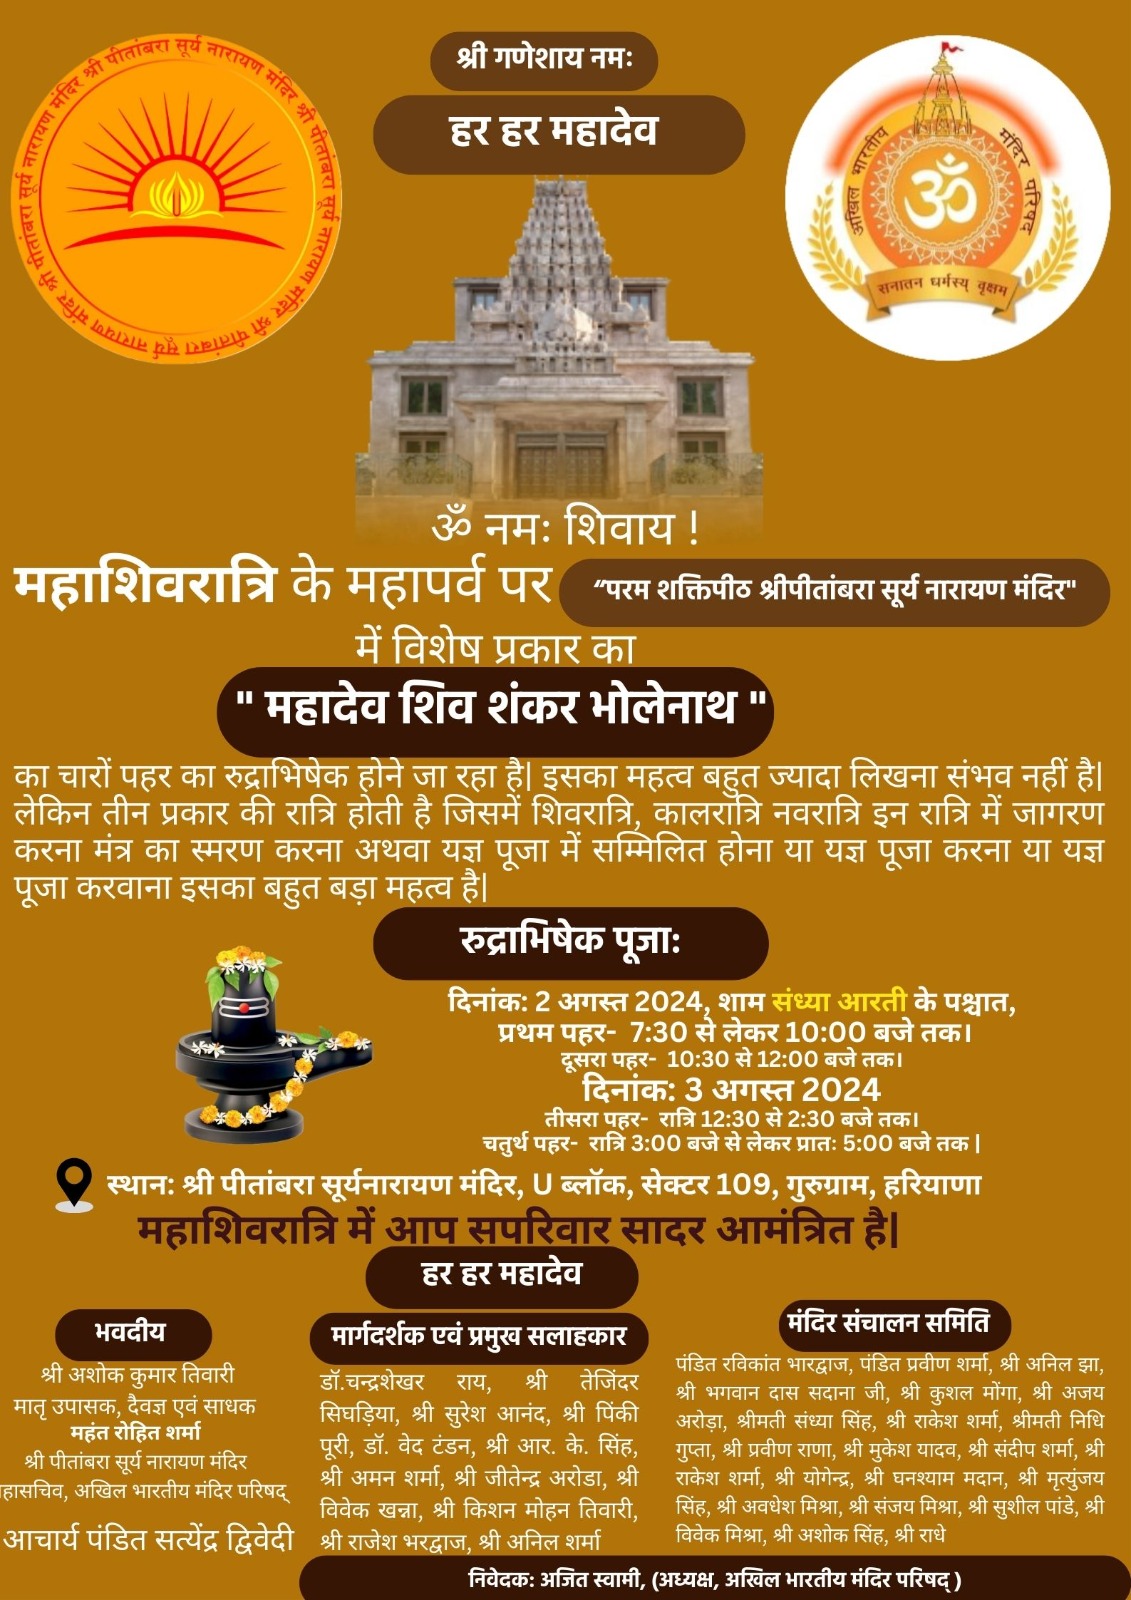 श्री पीतांबरा सूर्य नारायण मंदिर श्री पीतांबरा सूर्य नारायण मंदिर श्री पीतांबरा सूर्य नारायण मंदिर श्री पीतांबरा सूर्य नारायण मंदिर
श्री गणेशाय नमः
हर हर महादेव
अखिल भारतीय मंदिर परिषद
ॐ
सनातन धर्मस्य् वृक्षम
ॐ नमः शिवाय !
महाशिवरात्रि के महापर्व पर “परम शक्तिपीठ श्रीपीतांबरा सूर्य नारायण मंदिर"
में विशेष प्रकार का
" महादेव शिव शंकर भोलेनाथ "
का चारों पहर का रुद्राभिषेक होने जा रहा है| इसका महत्व बहुत ज्यादा लिखना संभव नहीं है|
लेकिन तीन प्रकार की रात्रि होती है जिसमें शिवरात्रि, कालरात्रि नवरात्रि इन रात्रि में जागरण
करना मंत्र का स्मरण करना अथवा यज्ञ पूजा में सम्मिलित होना या यज्ञ पूजा करना या यज्ञ
पूजा करवाना इसका बहुत बड़ा महत्व है|
रुद्राभिषेक पूजा:
दिनांक: 2 अगस्त 2024, शाम संध्या आरती के पश्चात,
प्रथम पहर- 7:30 से लेकर 10:00 बजे तक।
दूसरा पहर- 10:30 से 12:00 बजे तक।
दिनांक: 3 अगस्त 2024
तीसरा पहर- रात्रि 12:30 से 2:30 बजे तक।
चतुर्थ पहर- रात्रि 3:00 बजे से लेकर प्रातः 5:00 बजे तक |
स्थान: श्री पीतांबरा सूर्यनारायण मंदिर, U ब्लॉक, सेक्टर 109, गुरुग्राम, हरियाणा
महाशिवरात्रि में आप सपरिवार सादर आमंत्रित है|
हर हर महादेव
भवदीय
श्री अशोक कुमार तिवारी
मातृ उपासक, दैवज्ञ एवं साधक
महंत रोहित शर्मा
श्री पीतांबरा सूर्य नारायण मंदिर
हासचिव, अखिल भारतीय मंदिर परिषद्
आचार्य पंडित सत्येंद्र द्विवेदी
मार्गदर्शक एवं प्रमुख सलाहकार
डॉ.चन्द्रशेखर राय, श्री तेजिंदर
सिघड़िया, श्री सुरेश आनंद, श्री पिंकी
पूरी, डॉ. वेद टंडन, श्री आर. के. सिंह,
श्री अमन शर्मा, श्री जीतेन्द्र अरोडा, श्री
विवेक खन्ना, श्री किशन मोहन तिवारी,
श्री राजेश भरद्वाज, श्री अनिल शर्मा
मंदिर संचालन समिति
पंडित रविकांत भारद्वाज, पंडित प्रवीण शर्मा, श्री अनिल झा,
श्री भगवान दास सदाना जी, श्री कुशल मोंगा, श्री अजय
अरोड़ा, श्रीमती संध्या सिंह, श्री राकेश शर्मा, श्रीमती निधि
गुप्ता, श्री प्रवीण राणा, श्री मुकेश यादव, श्री संदीप शर्मा, श्री
राकेश शर्मा, श्री योगेन्द्र, श्री घनश्याम मदान, श्री मृत्युंजय
सिंह, श्री अवधेश मिश्रा, श्री संजय मिश्रा, श्री सुशील पांडे, श्री
विवेक मिश्रा, श्री अशोक सिंह, श्री राधे
निवेदक: अजित स्वामी, (अध्यक्ष, अखिल भारतीय मंदिर परिषद् )